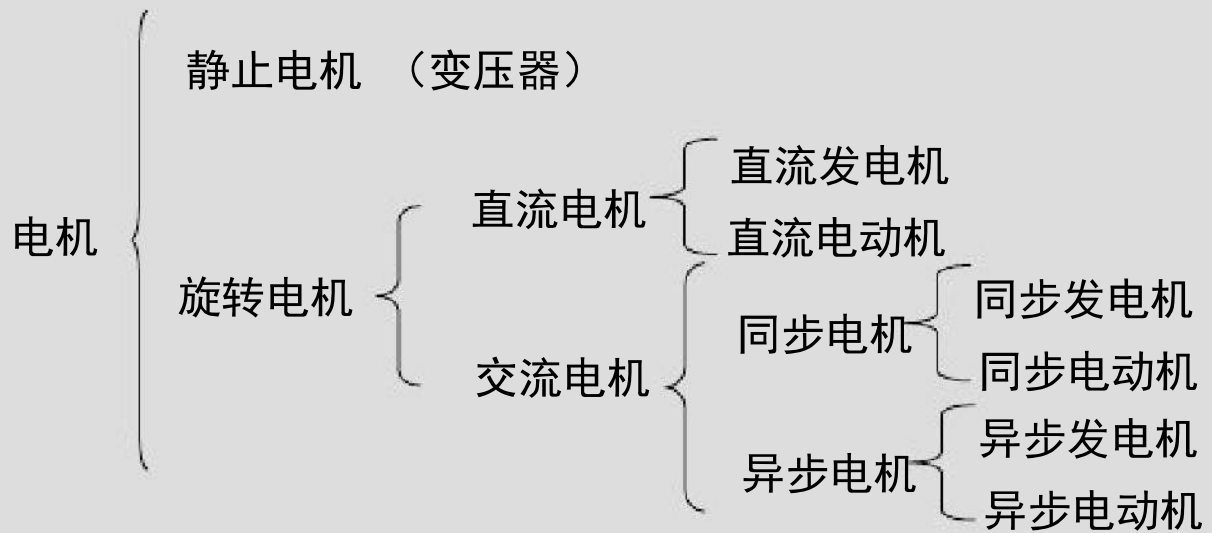 静止电机 （变压器）
直流发电机
直流电机
直流电动机
电机
旋转电机
同步发电机
同步电机
同步电动机
交流电机
异步发电机
异步电机
异步电动机